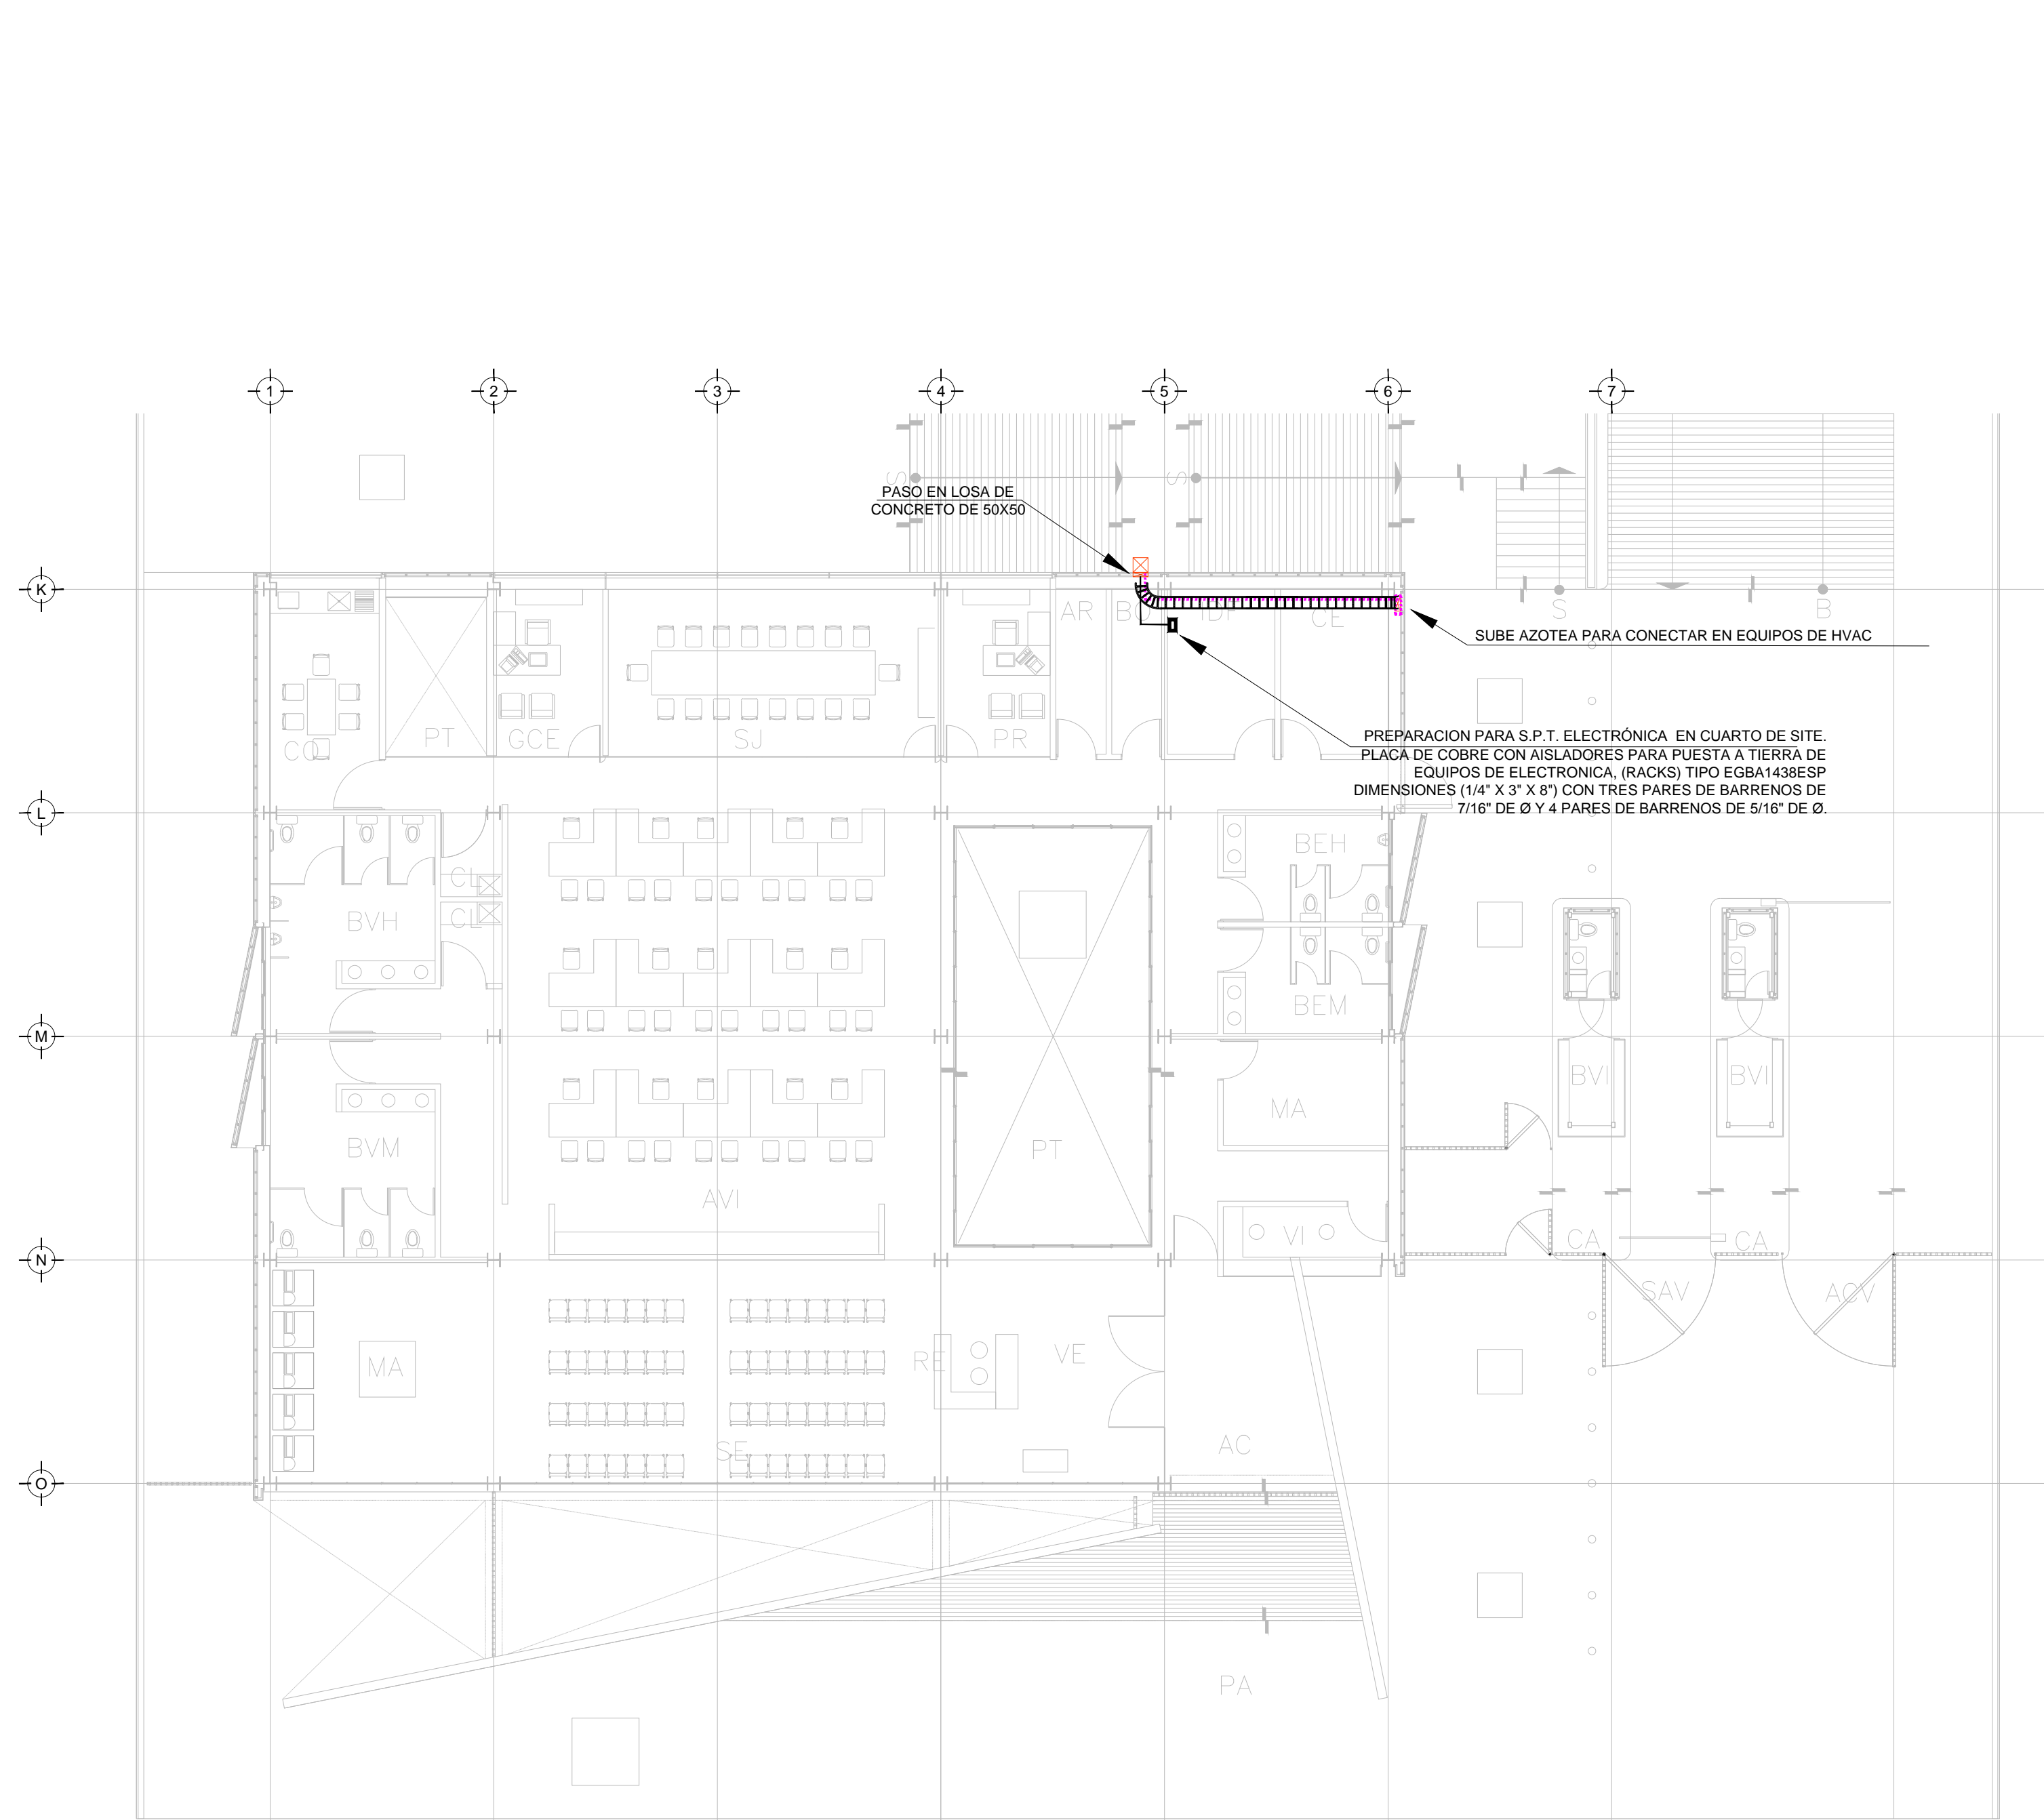 1 2 3 4 5 6 7
S S
PASO EN LOSA DE
CONCRETO DE 50X50
K
AR BO IDF CE
S B
SUBE AZOTEA PARA CONECTAR EN EQUIPOS DE HVAC
CO PT GCE SJ PR
PREPARACION PARA S.P.T. ELECTRÓNICA EN CUARTO DE SITE.
PLACA DE COBRE CON AISLADORES PARA PUESTA A TIERRA DE
EQUIPOS DE ELECTRONICA, (RACKS) TIPO EGBA1438ESP
DIMENSIONES (1/4" X 3" X 8") CON TRES PARES DE BARRENOS DE
7/16" DE Ø Y 4 PARES DE BARRENOS DE 5/16" DE Ø.
L
BEH
CL
BVH CL
BEM
M
BVI BVI
MA
BVM PT
AVI
VI CA CA
N
SAV ACV
MA RE VE
SE AC
O
PA